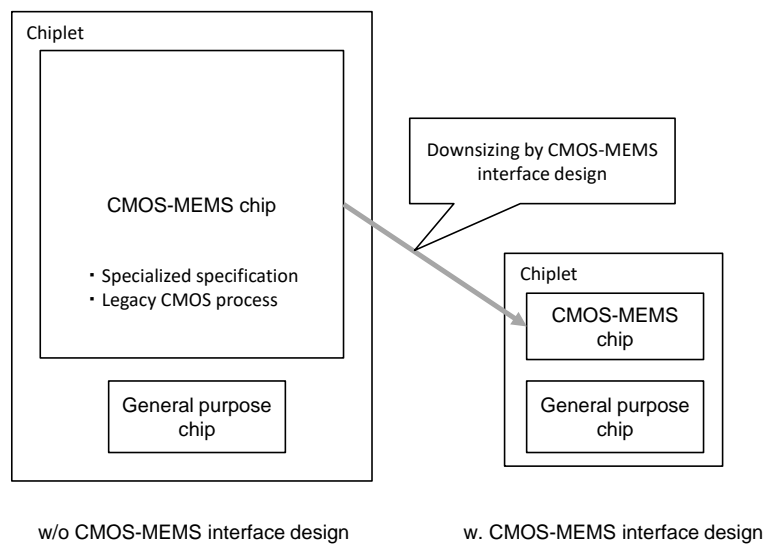 Chiplet
CMOS-MEMS chip
・Specialized specification
・Legacy CMOS process
General purpose
chip
Downsizing by CMOS-MEMS
interface design
Chiplet
CMOS-MEMS
chip
General purpose
chip
w/o CMOS-MEMS interface design
w. CMOS-MEMS interface design